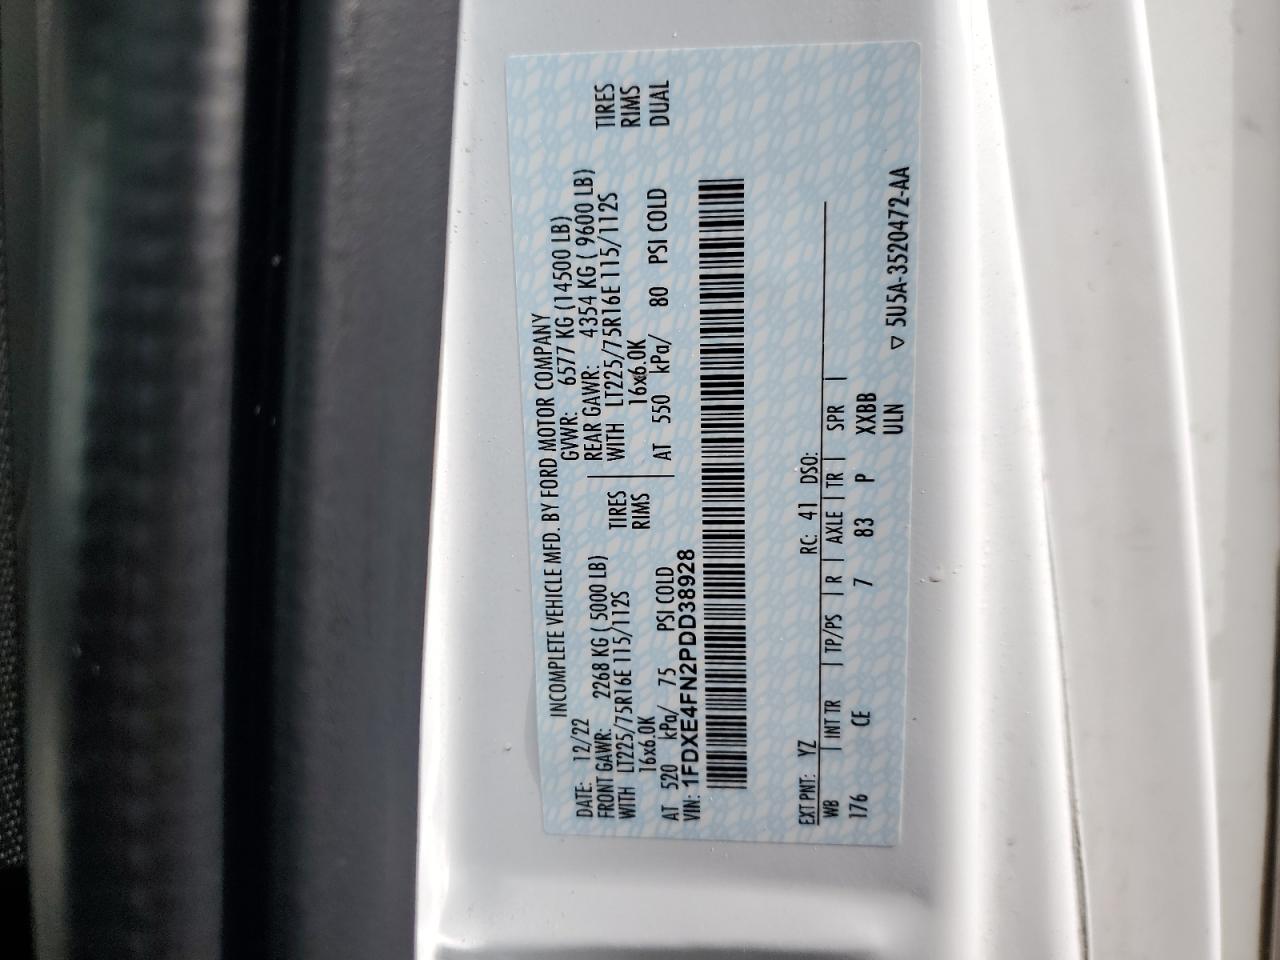 INCOMPLETE VEHICLE MFD. BY FORD MOTOR COMPANY
DATE: 12/22 GVWR: 6577 KG (14500 LB)
FRONT GAWR: 2268 KG ( 5000 LB) REAR GAWR: 4354 KG ( 9600 LB)
WITH LT225/75R16E 115/112S TIRES WITH LT225/75R16E 115/112S TIRES
16x6.0K RIMS 16x6.0K RIMS
AT 520 kPa/ 75 PSI COLD AT 550 kPa/ 80 PSI COLD DUAL
VIN: 1FDXE4FN2PDD38928
EXT PNT: YZ RC: 41 DSO:
WB | INT TR | TP/PS | R | AXLE | TR | SPR |
176 CE 7 83 P XXBB
ULN
▽ 5U5A-3520472-AA